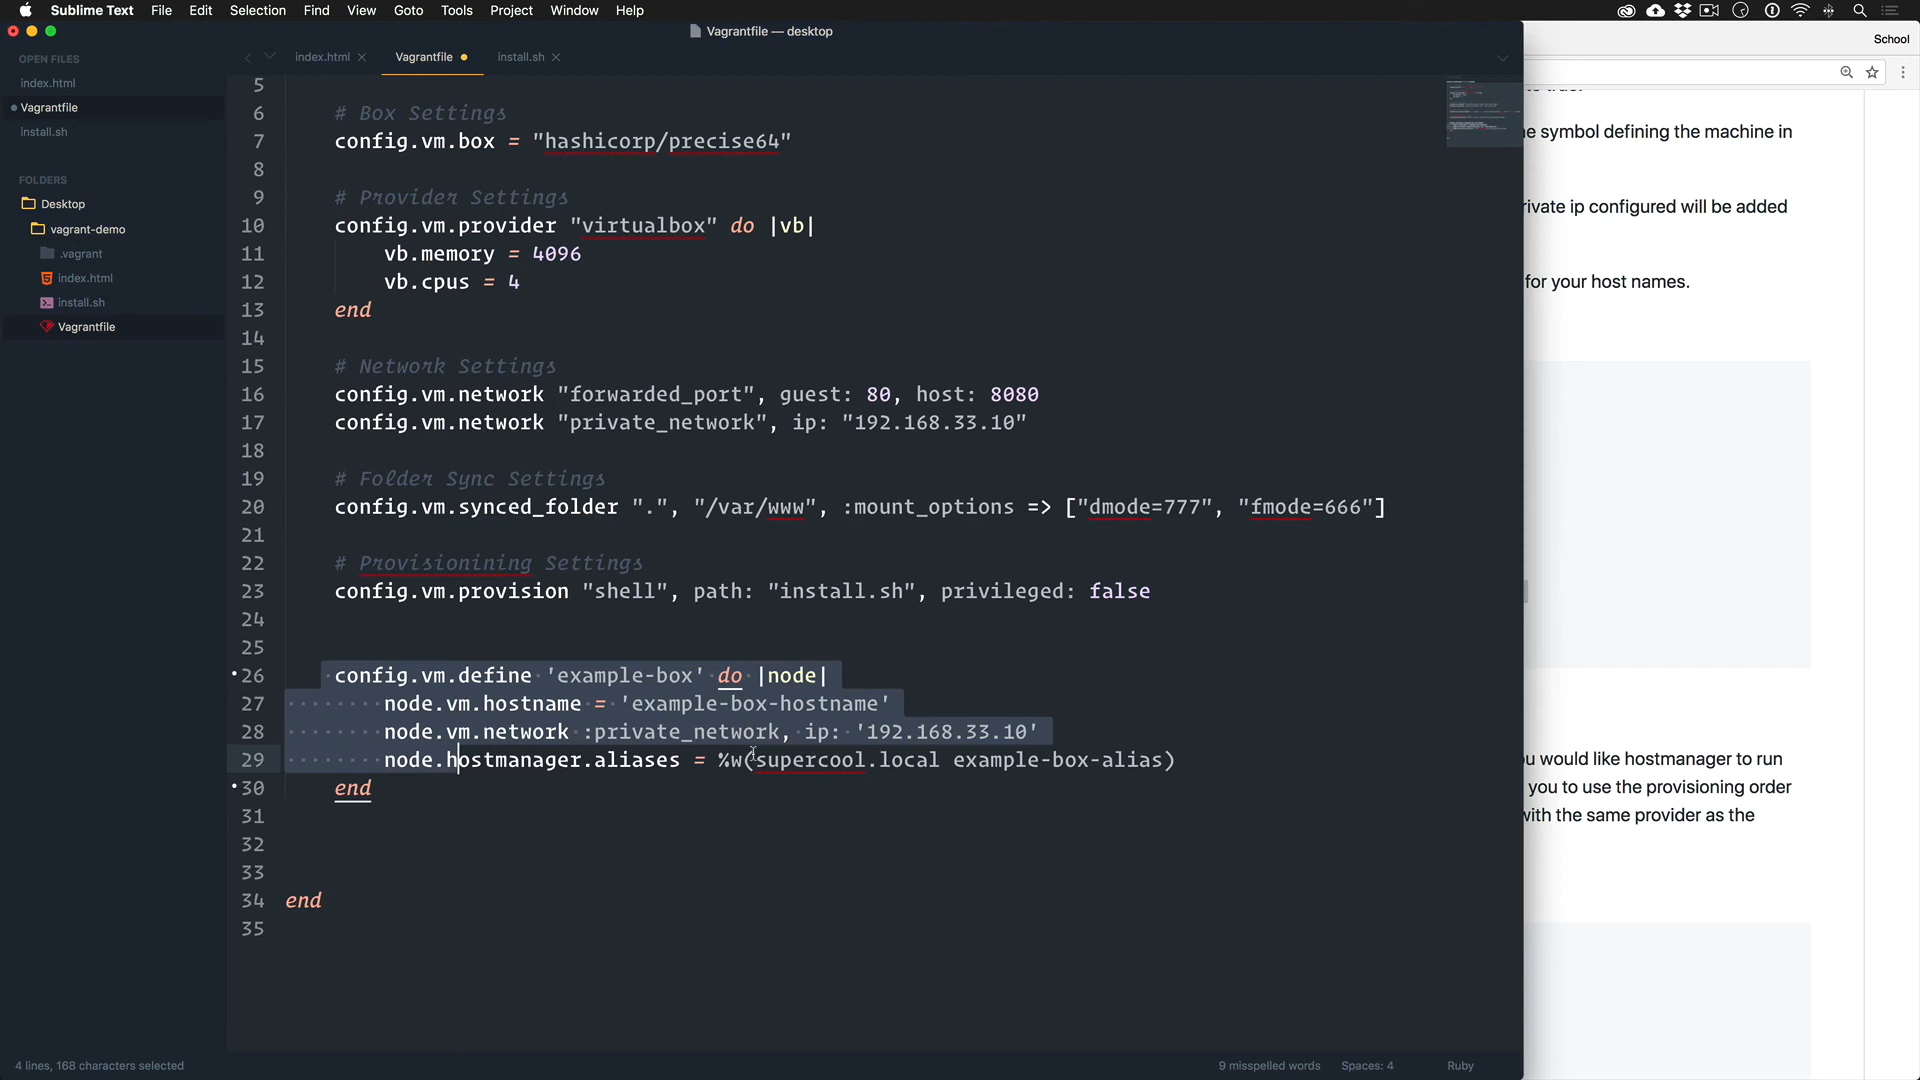 Sublime Text File Edit Selection Find View Goto Tools Project Window Help
Vagrantfile — desktop
School
OPEN FILES
index.html
Vagrantfile
install.sh
FOLDERS
Desktop
vagrant-demo
.vagrant
index.html
install.sh
Vagrantfile
index.html Vagrantfile install.sh
5
6 # Box Settings
7 config.vm.box = "hashicorp/precise64"
8
9 # Provider Settings
10 config.vm.provider "virtualbox" do |vb|
11 vb.memory = 4096
12 vb.cpus = 4
13 end
14
15 # Network Settings
16 config.vm.network "forwarded_port", guest: 80, host: 8080
17 config.vm.network "private_network", ip: "192.168.33.10"
18
19 # Folder Sync Settings
20 config.vm.synced_folder ".", "/var/www", :mount_options => ["dmode=777", "fmode=666"]
21
22 # Provisionining Settings
23 config.vm.provision "shell", path: "install.sh", privileged: false
24
25
26 config.vm.define 'example-box' do |node|
27 node.vm.hostname = 'example-box-hostname'
28 node.vm.network :private_network, ip: '192.168.33.10'
29 node.hostmanager.aliases = %w(supercool.local example-box-alias)
30 end
31
32
33
34 end
35
symbol defining the machine in
ip configured will be added
for your host names.
would like hostmanager to run
you to use the provisioning order
with the same provider as the
4 lines, 168 characters selected
9 misspelled words Spaces: 4 Ruby